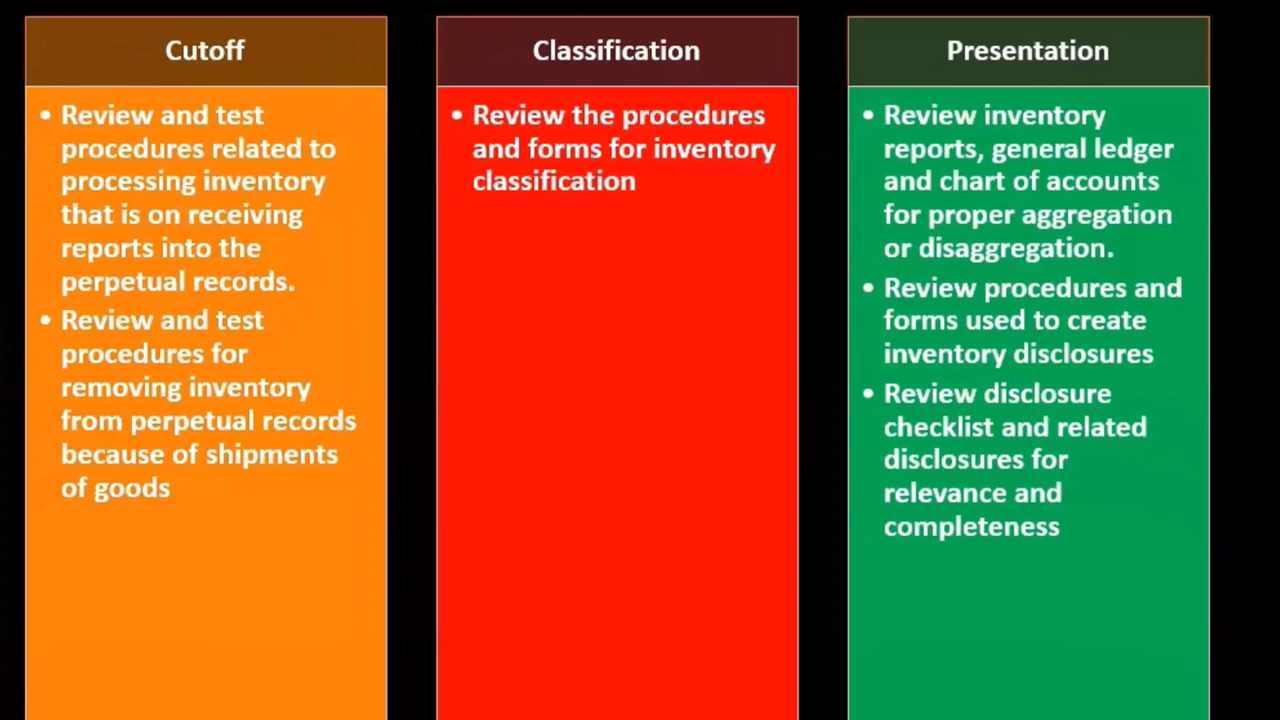 Cutoff
• Review and test
procedures related to
processing inventory
that is on receiving
reports into the
perpetual records.
• Review and test
procedures for
removing inventory
from perpetual records
because of shipments
of goods
Classification
• Review the procedures
and forms for inventory
classification
Presentation
• Review inventory
reports, general ledger
and chart of accounts
for proper aggregation
or disaggregation.
• Review procedures and
forms used to create
inventory disclosures
• Review disclosure
checklist and related
disclosures for
relevance and
completeness